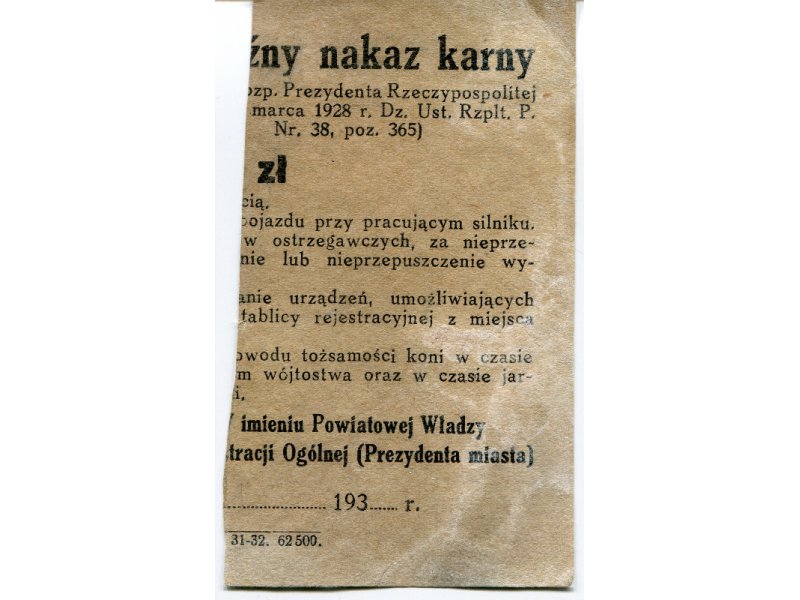 źny nakaz karny
ozp. Prezydenta Rzeczypospolitej
marca 1928 r. Dz. Ust. Rzplt. P.
Nr. 38, poz. 365)
zł
cią.
pojazdu przy pracującym silniku.
w ostrzegawczych, za nieprze-
nie lub nieprzepuszczenie wy-
anie urządzeń, umożliwiających
tablicy rejestracyjnej z miejsca
owodu tożsamości koni w czasie
m wójtostwa oraz w czasie jar-
i.
W imieniu Powiatowej Władzy
tracji Ogólnej (Prezydenta miasta)
193 r.
31-32. 62500.